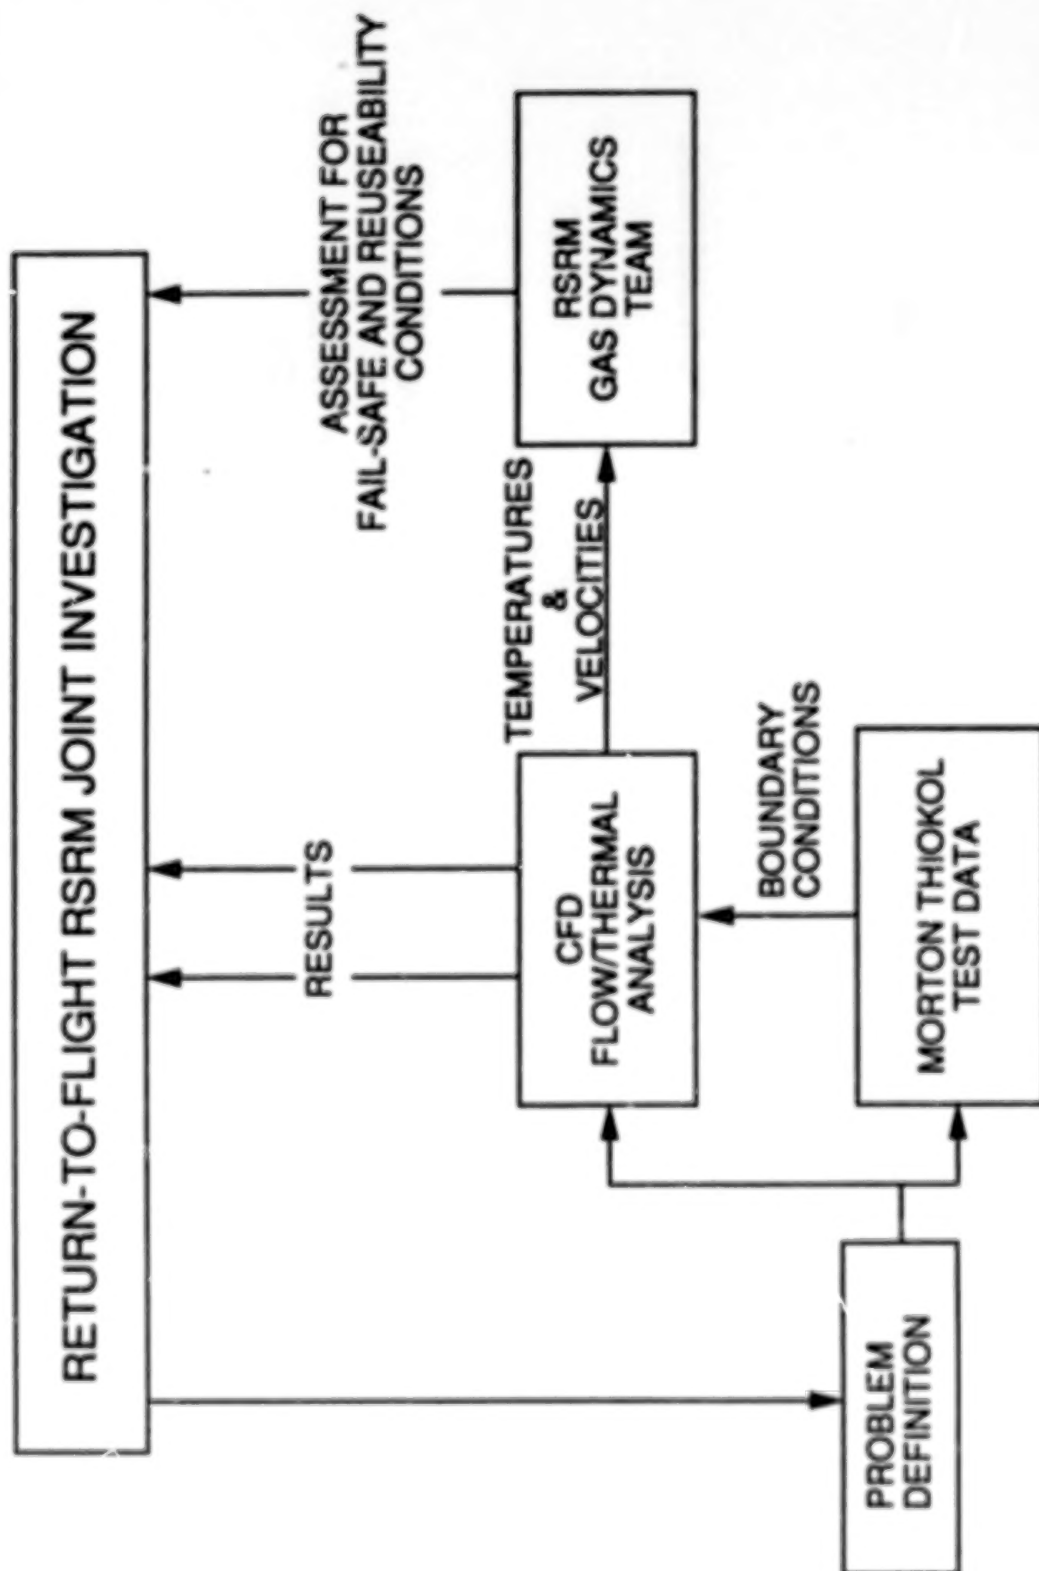 RETURN-TO-FLIGHT RSRM JOINT INVESTIGATION
RESULTS
ASSESSMENT FOR
FAIL-SAFE AND REUSEABILITY
CONDITIONS
PROBLEM
DEFINITION
CFD
FLOW/THERMAL
ANALYSIS
TEMPERATURES
&
VELOCITIES
RSRM
GAS DYNAMICS
TEAM
BOUNDARY
CONDITIONS
MORTON THIOKOL
TEST DATA